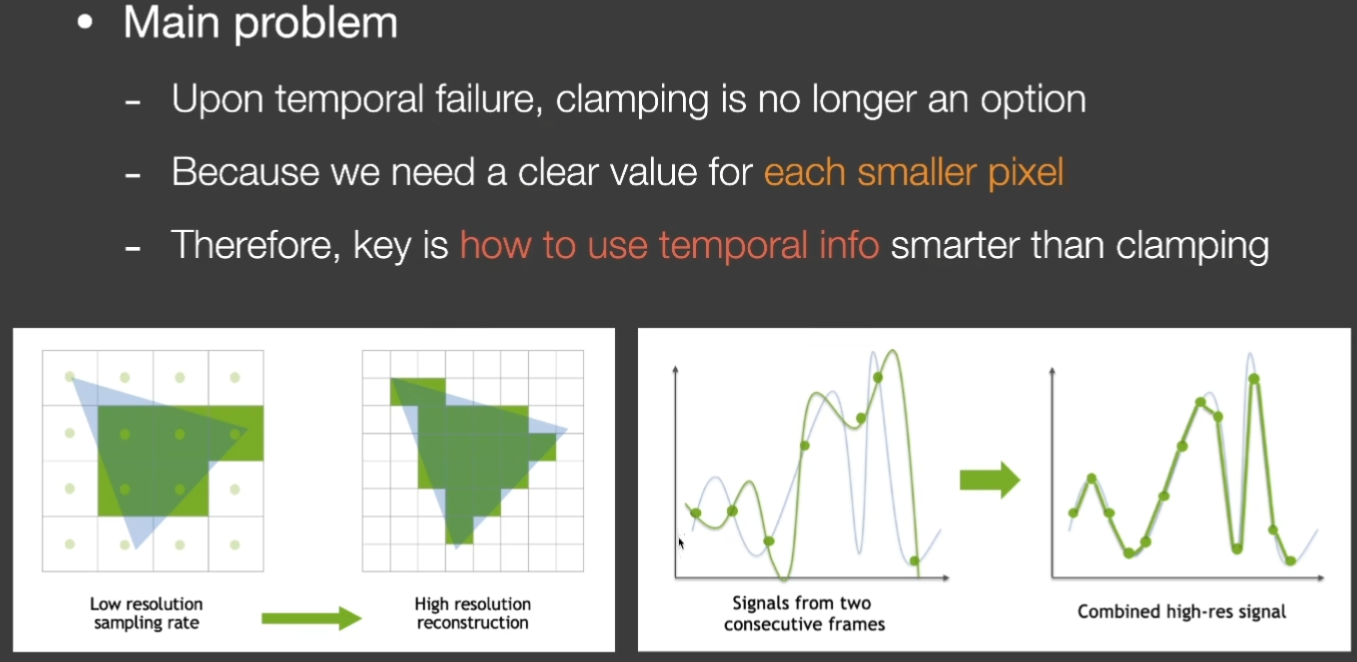 • Main problem
- Upon temporal failure, clamping is no longer an option
- Because we need a clear value for each smaller pixel
- Therefore, key is how to use temporal info smarter than clamping
Low resolution
sampling rate
High resolution
reconstruction
Signals from two
consecutive frames
Combined high-res signal